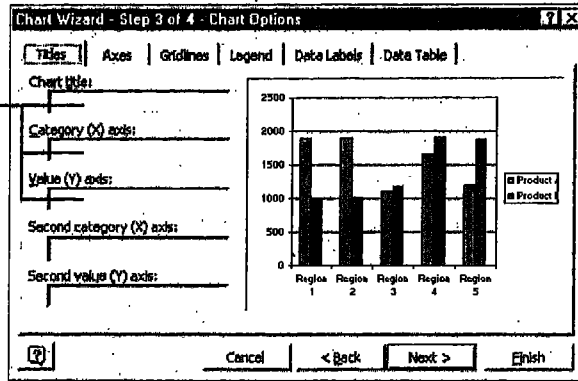 Chart Wizard - Step 3 of 4 - Chart Options
Titles Axes Gridlines Legend Data Labels Data Table
Chart title:
Category (X) axis:
Value (Y) axis:
Second category (X) axis:
Second value (Y) axis:
2500
2000
1500
1000
500
0
Region 1 Region 2 Region 3 Region 4 Region 5
Product
Product
Cancel < Back Next > Finish